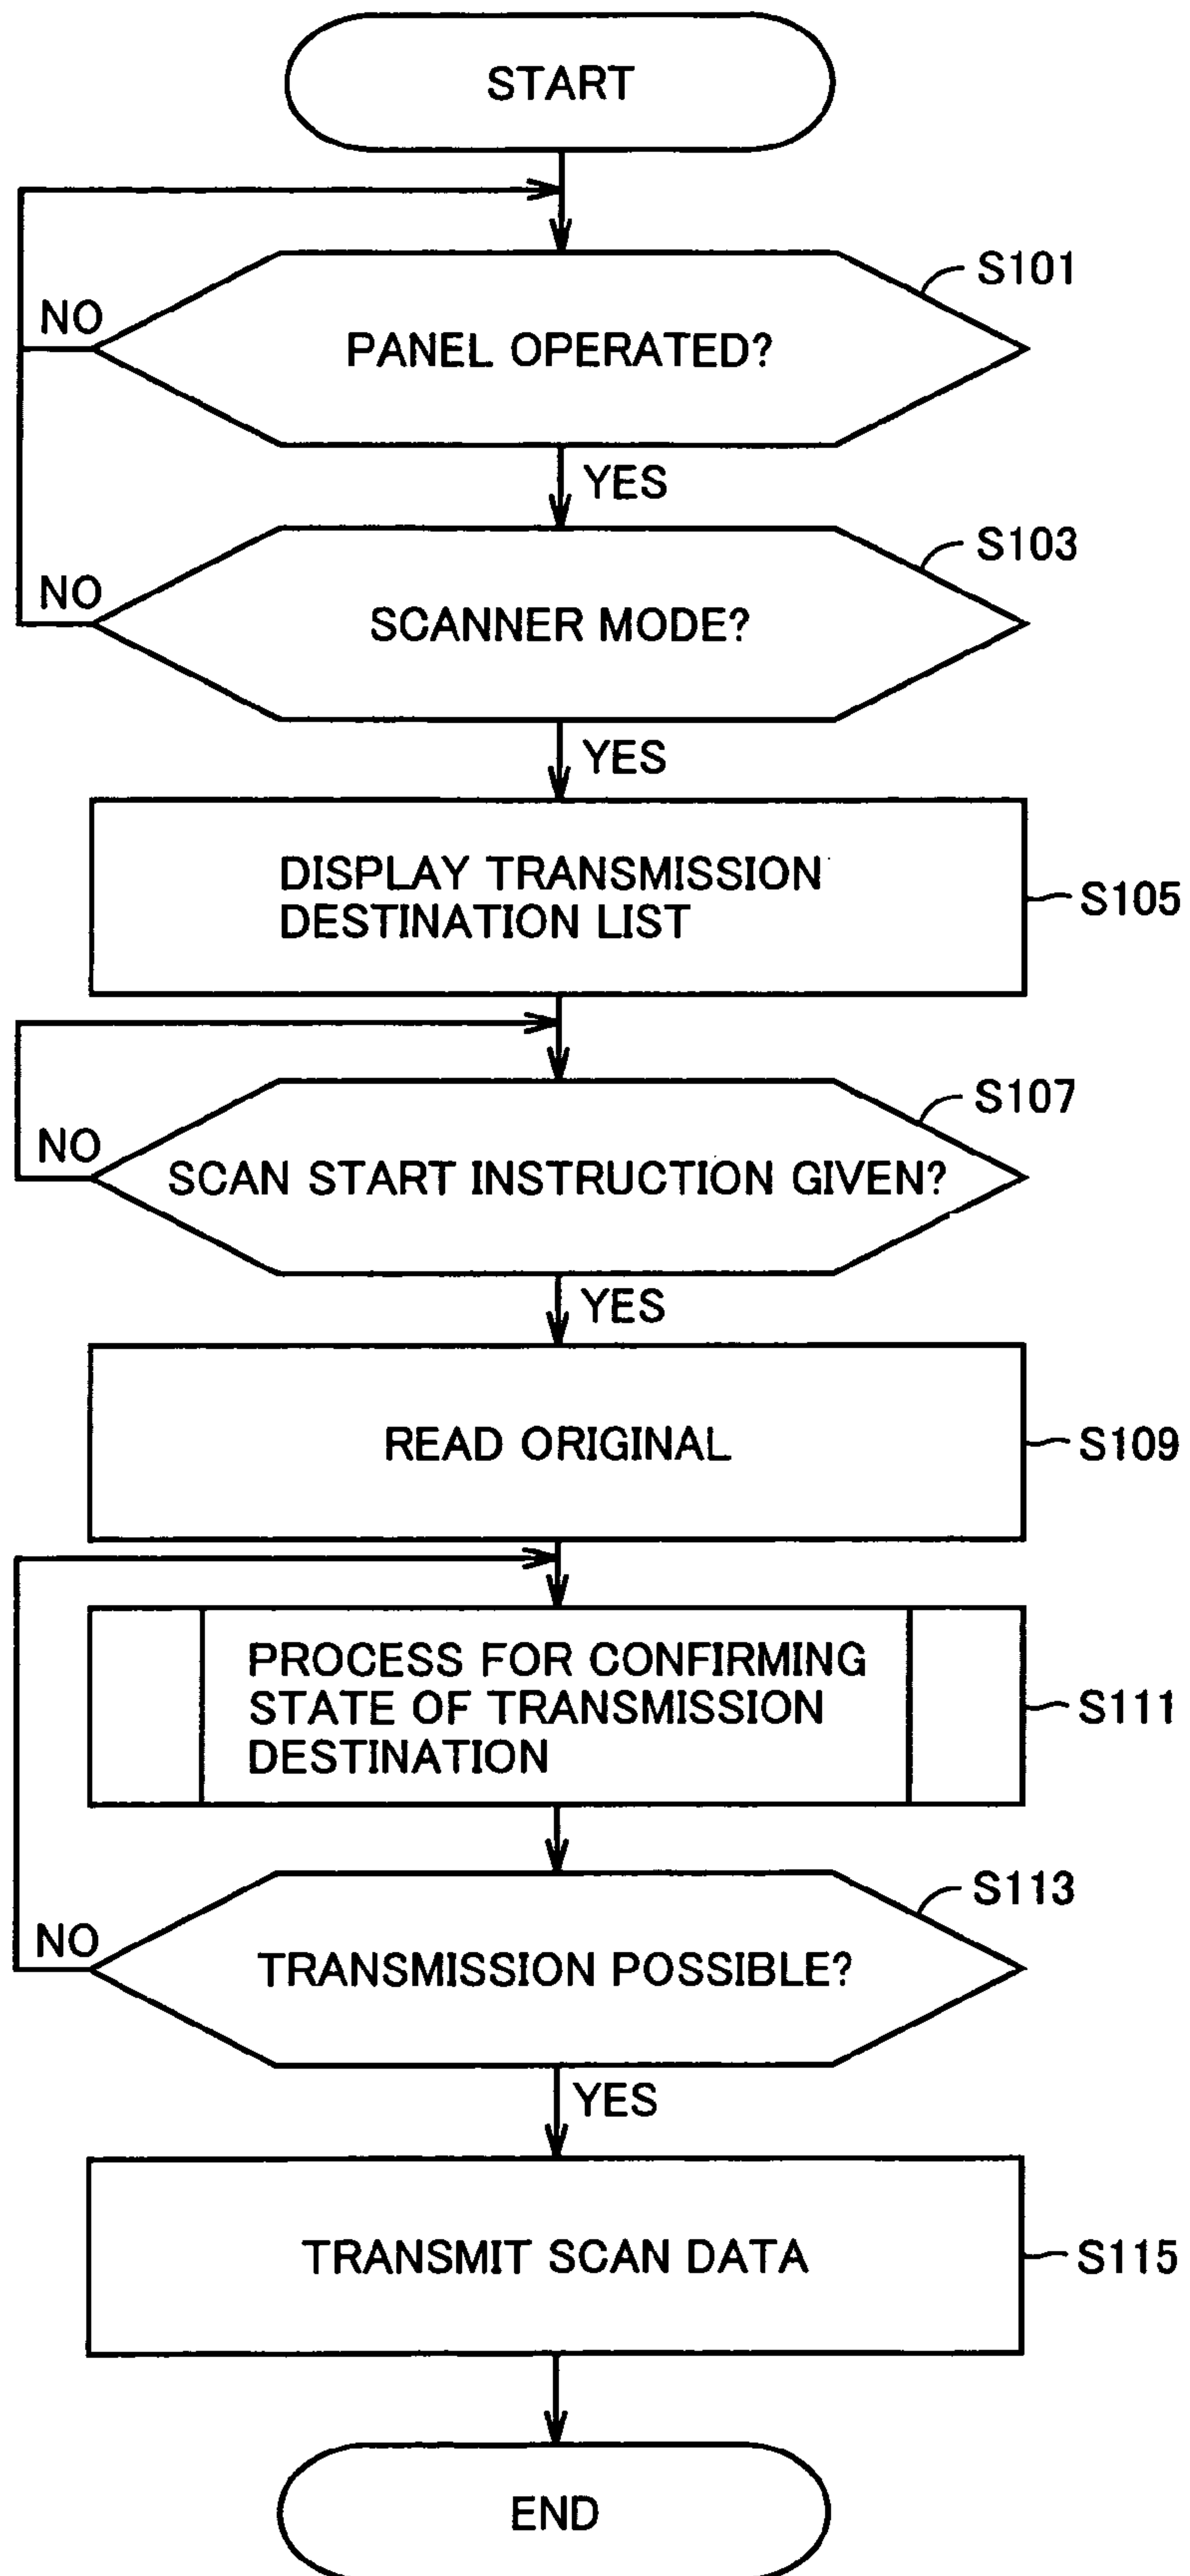 START
S101
NO
PANEL OPERATED?
YES
S103
NO
SCANNER MODE?
YES
DISPLAY TRANSMISSION
DESTINATION LIST
S105
S107
NO
SCAN START INSTRUCTION GIVEN?
YES
READ ORIGINAL
S109
PROCESS FOR CONFIRMING
STATE OF TRANSMISSION
DESTINATION
S111
S113
NO
TRANSMISSION POSSIBLE?
YES
TRANSMIT SCAN DATA
S115
END